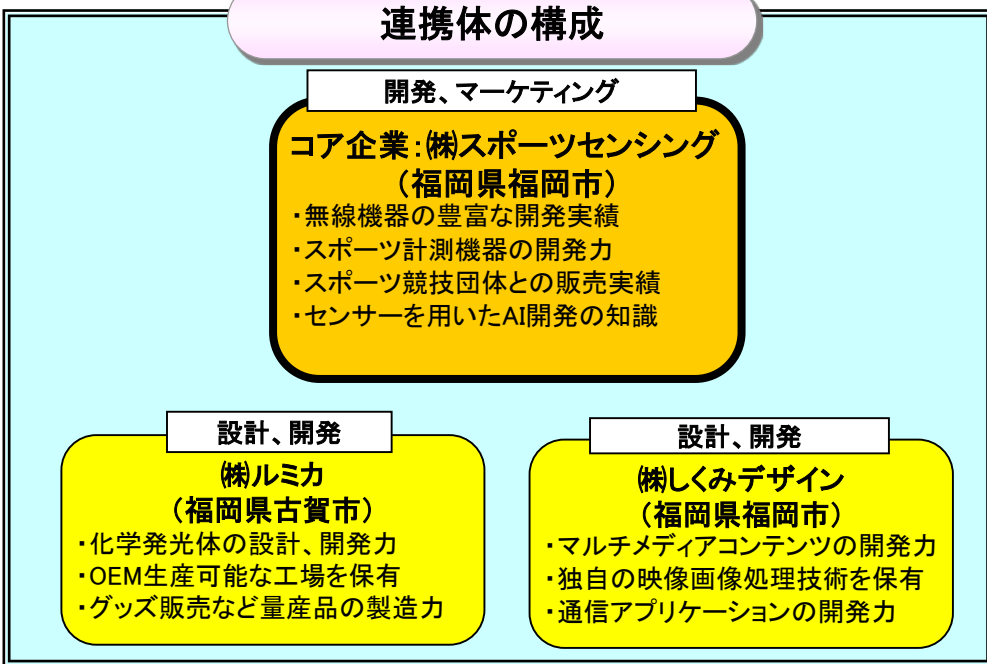 連携体の構成
開発、マーケティング
コア企業:㈱スポーツセンシング
（福岡県福岡市）
・無線機器の豊富な開発実績
・スポーツ計測機器の開発力
・スポーツ競技団体との販売実績
・センサーを用いたAI開発の知識
設計、開発
㈱ルミカ
（福岡県古賀市）
・化学発光体の設計、開発力
・OEM生産可能な工場を保有
・グッズ販売など量産品の製造力
設計、開発
㈱しくみデザイン
（福岡県福岡市）
・マルチメディアコンテンツの開発力
・独自の映像画像処理技術を保有
・通信アプリケーションの開発力